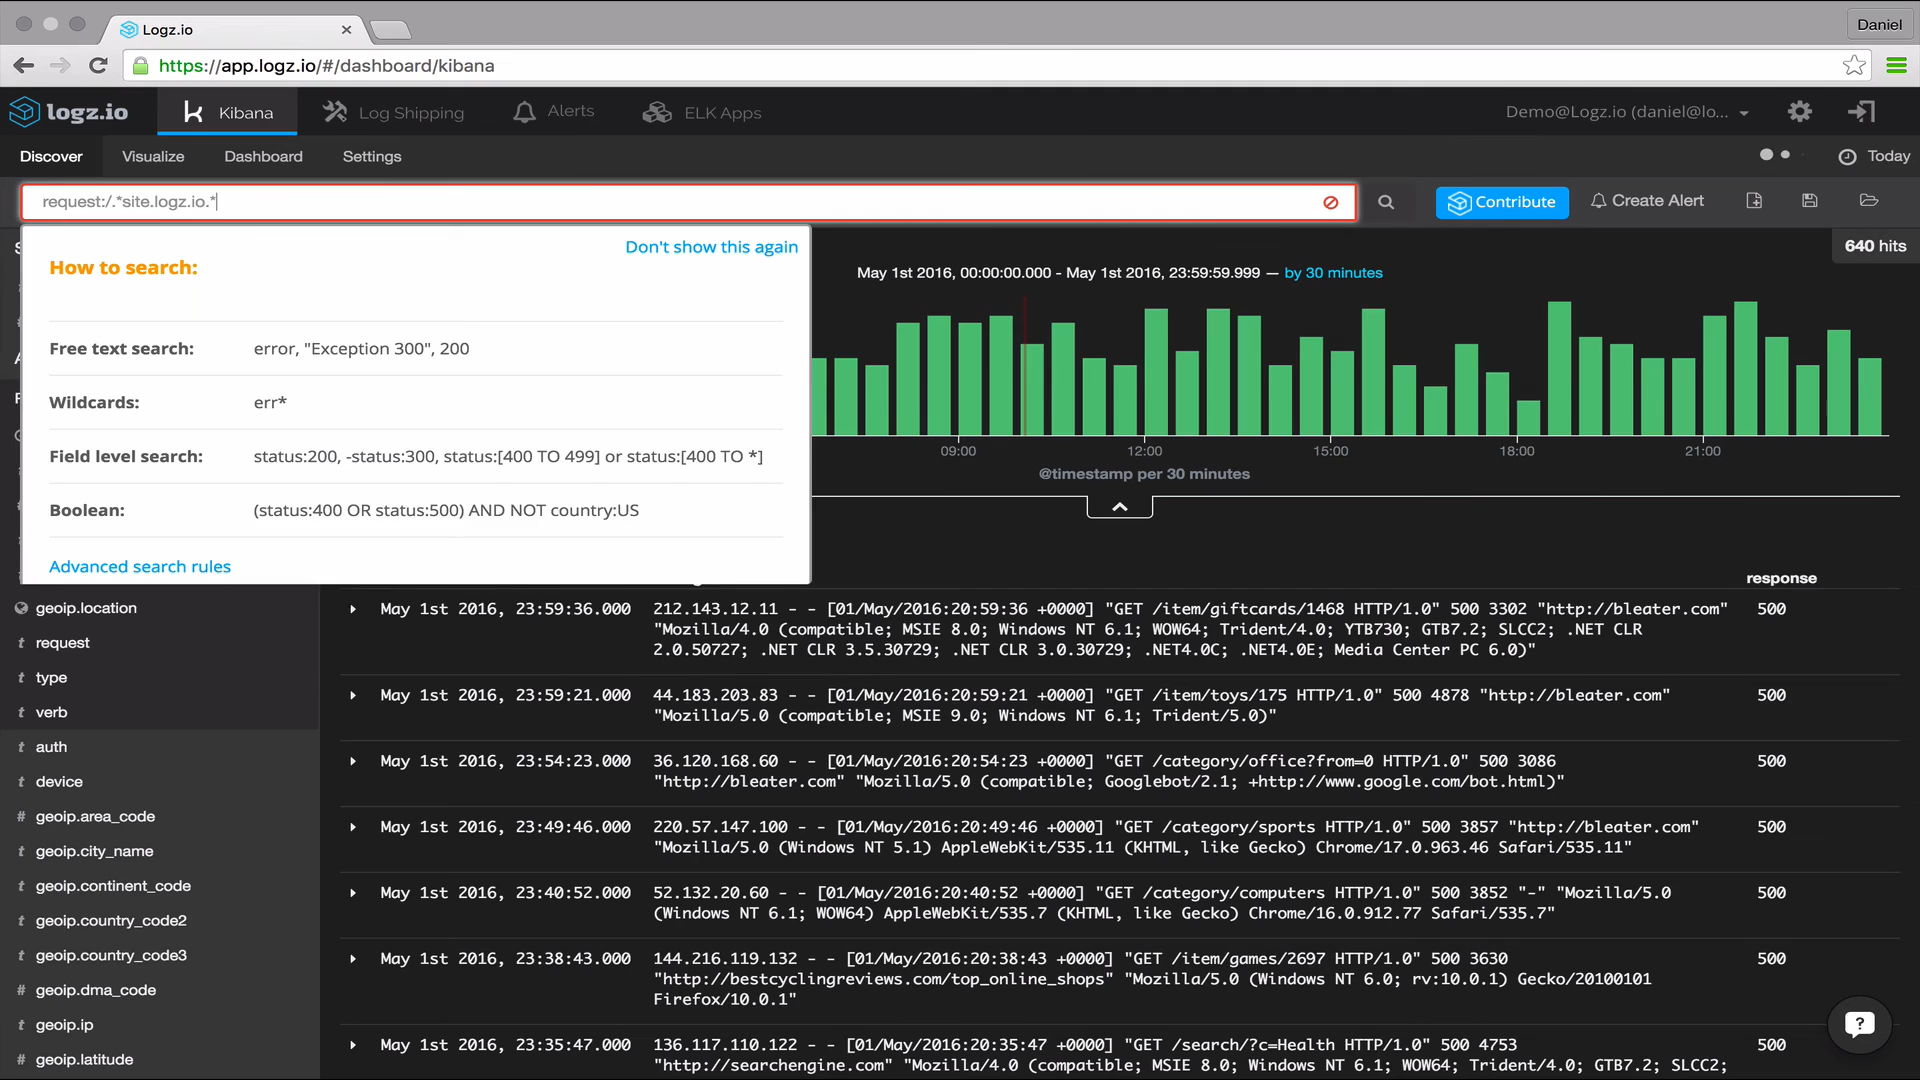 Logz.io
Daniel
https://app.logz.io/#/dashboard/kibana
logz.io
Kibana
Log Shipping
Alerts
ELK Apps
Demo@Logz.io (daniel@lo...
Discover
Visualize
Dashboard
Settings
Today
request:/.*site.logz.io.*
Contribute
Create Alert
640 hits
Don't show this again
How to search:
Free text search: error, "Exception 300", 200
Wildcards: err*
Field level search: status:200, -status:300, status:[400 TO 499] or status:[400 TO *]
Boolean: (status:400 OR status:500) AND NOT country:US
Advanced search rules
May 1st 2016, 00:00:00.000 - May 1st 2016, 23:59:59.999 — by 30 minutes
09:00 12:00 15:00 18:00 21:00
@timestamp per 30 minutes
geoip.location
t request
t type
t verb
t auth
t device
# geoip.area_code
t geoip.city_name
t geoip.continent_code
t geoip.country_code2
t geoip.country_code3
# geoip.dma_code
t geoip.ip
# geoip.latitude
response
May 1st 2016, 23:59:36.000 212.143.12.11 - - [01/May/2016:20:59:36 +0000] "GET /item/giftcards/1468 HTTP/1.0" 500 3302 "http://bleater.com" 500
"Mozilla/4.0 (compatible; MSIE 8.0; Windows NT 6.1; WOW64; Trident/4.0; YTB730; GTB7.2; SLCC2; .NET CLR
2.0.50727; .NET CLR 3.5.30729; .NET CLR 3.0.30729; .NET4.0C; .NET4.0E; Media Center PC 6.0)"
May 1st 2016, 23:59:21.000 44.183.203.83 - - [01/May/2016:20:59:21 +0000] "GET /item/toys/175 HTTP/1.0" 500 4878 "http://bleater.com" 500
"Mozilla/5.0 (compatible; MSIE 9.0; Windows NT 6.1; Trident/5.0)"
May 1st 2016, 23:54:23.000 36.120.168.60 - - [01/May/2016:20:54:23 +0000] "GET /category/office?from=0 HTTP/1.0" 500 3086 500
"http://bleater.com" "Mozilla/5.0 (compatible; Googlebot/2.1; +http://www.google.com/bot.html)"
May 1st 2016, 23:49:46.000 220.57.147.100 - - [01/May/2016:20:49:46 +0000] "GET /category/sports HTTP/1.0" 500 3857 "http://bleater.com" 500
"Mozilla/5.0 (Windows NT 5.1) AppleWebKit/535.11 (KHTML, like Gecko) Chrome/17.0.963.46 Safari/535.11"
May 1st 2016, 23:40:52.000 52.132.20.60 - - [01/May/2016:20:40:52 +0000] "GET /category/computers HTTP/1.0" 500 3852 "-" "Mozilla/5.0 500
(Windows NT 6.1; WOW64) AppleWebKit/535.7 (KHTML, like Gecko) Chrome/16.0.912.77 Safari/535.7"
May 1st 2016, 23:38:43.000 144.216.119.132 - - [01/May/2016:20:38:43 +0000] "GET /item/games/2697 HTTP/1.0" 500 3630 500
"http://bestcyclingreviews.com/top_online_shops" "Mozilla/5.0 (Windows NT 6.0; rv:10.0.1) Gecko/20100101
Firefox/10.0.1"
May 1st 2016, 23:35:47.000 136.117.110.122 - - [01/May/2016:20:35:47 +0000] "GET /search/?c=Health HTTP/1.0" 500 4753 500
"http://searchengine.com" "Mozilla/4.0 (compatible; MSIE 8.0; Windows NT 6.1; WOW64; Trident/4.0; GTB7.2; SLCC2;